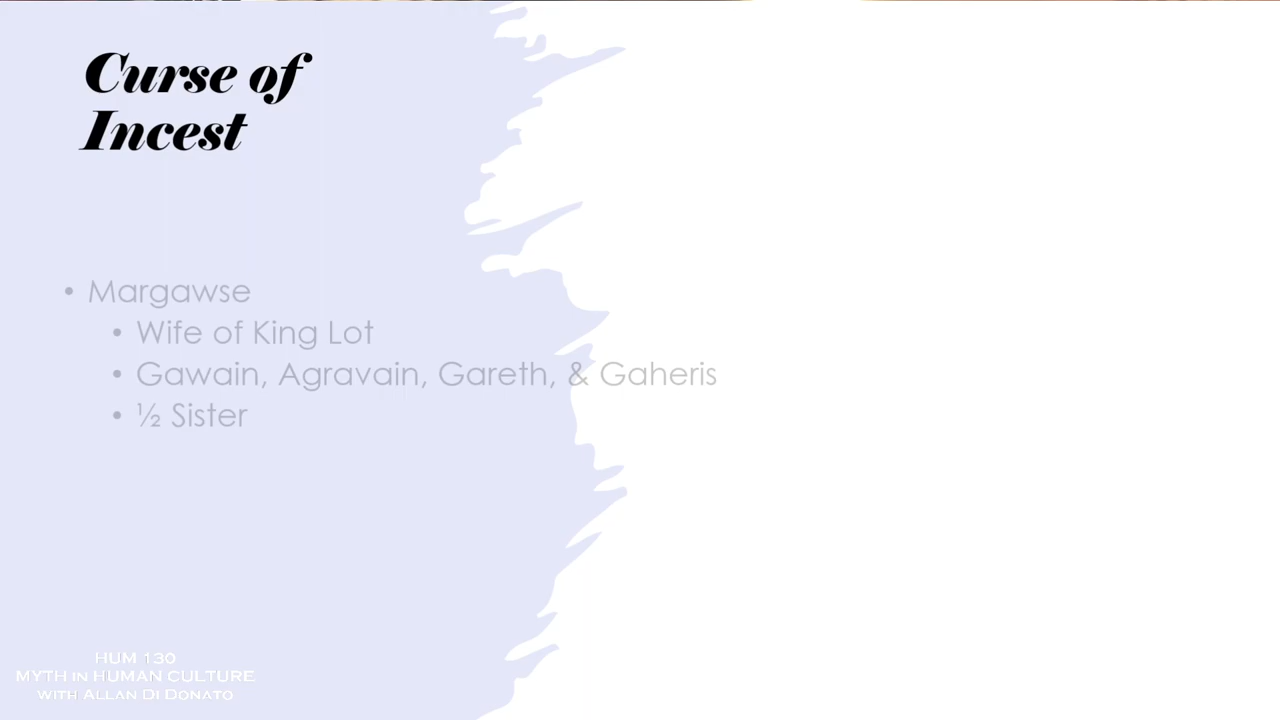 Curse of
Incest
• Margawse
• Wife of King Lot
• Gawain, Agravain, Gareth, & Gaheris
• ½ Sister
HUM 130
MYTH IN HUMAN CULTURE
WITH ALLAN DI DONATO